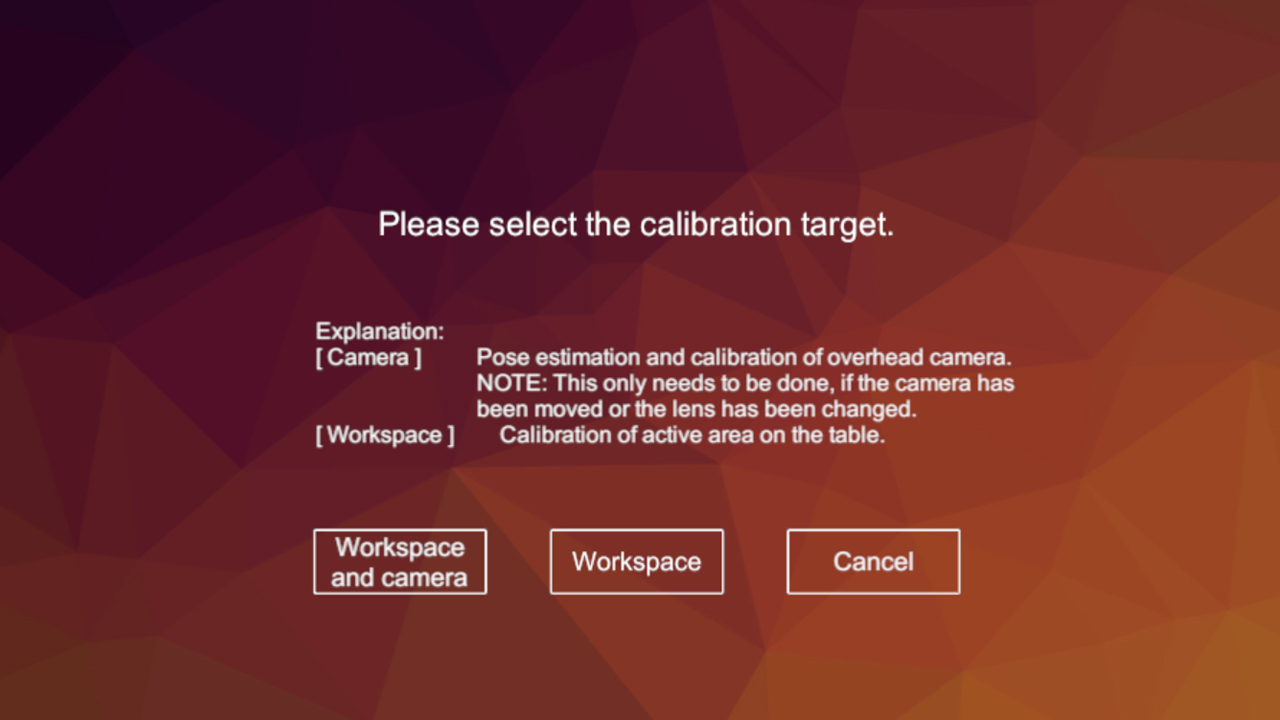 Please select the calibration target.
Explanation:
[ Camera ] Pose estimation and calibration of overhead camera.
NOTE: This only needs to be done, if the camera has
been moved or the lens has been changed.
[ Workspace ] Calibration of active area on the table.
Workspace
and camera
Workspace
Cancel